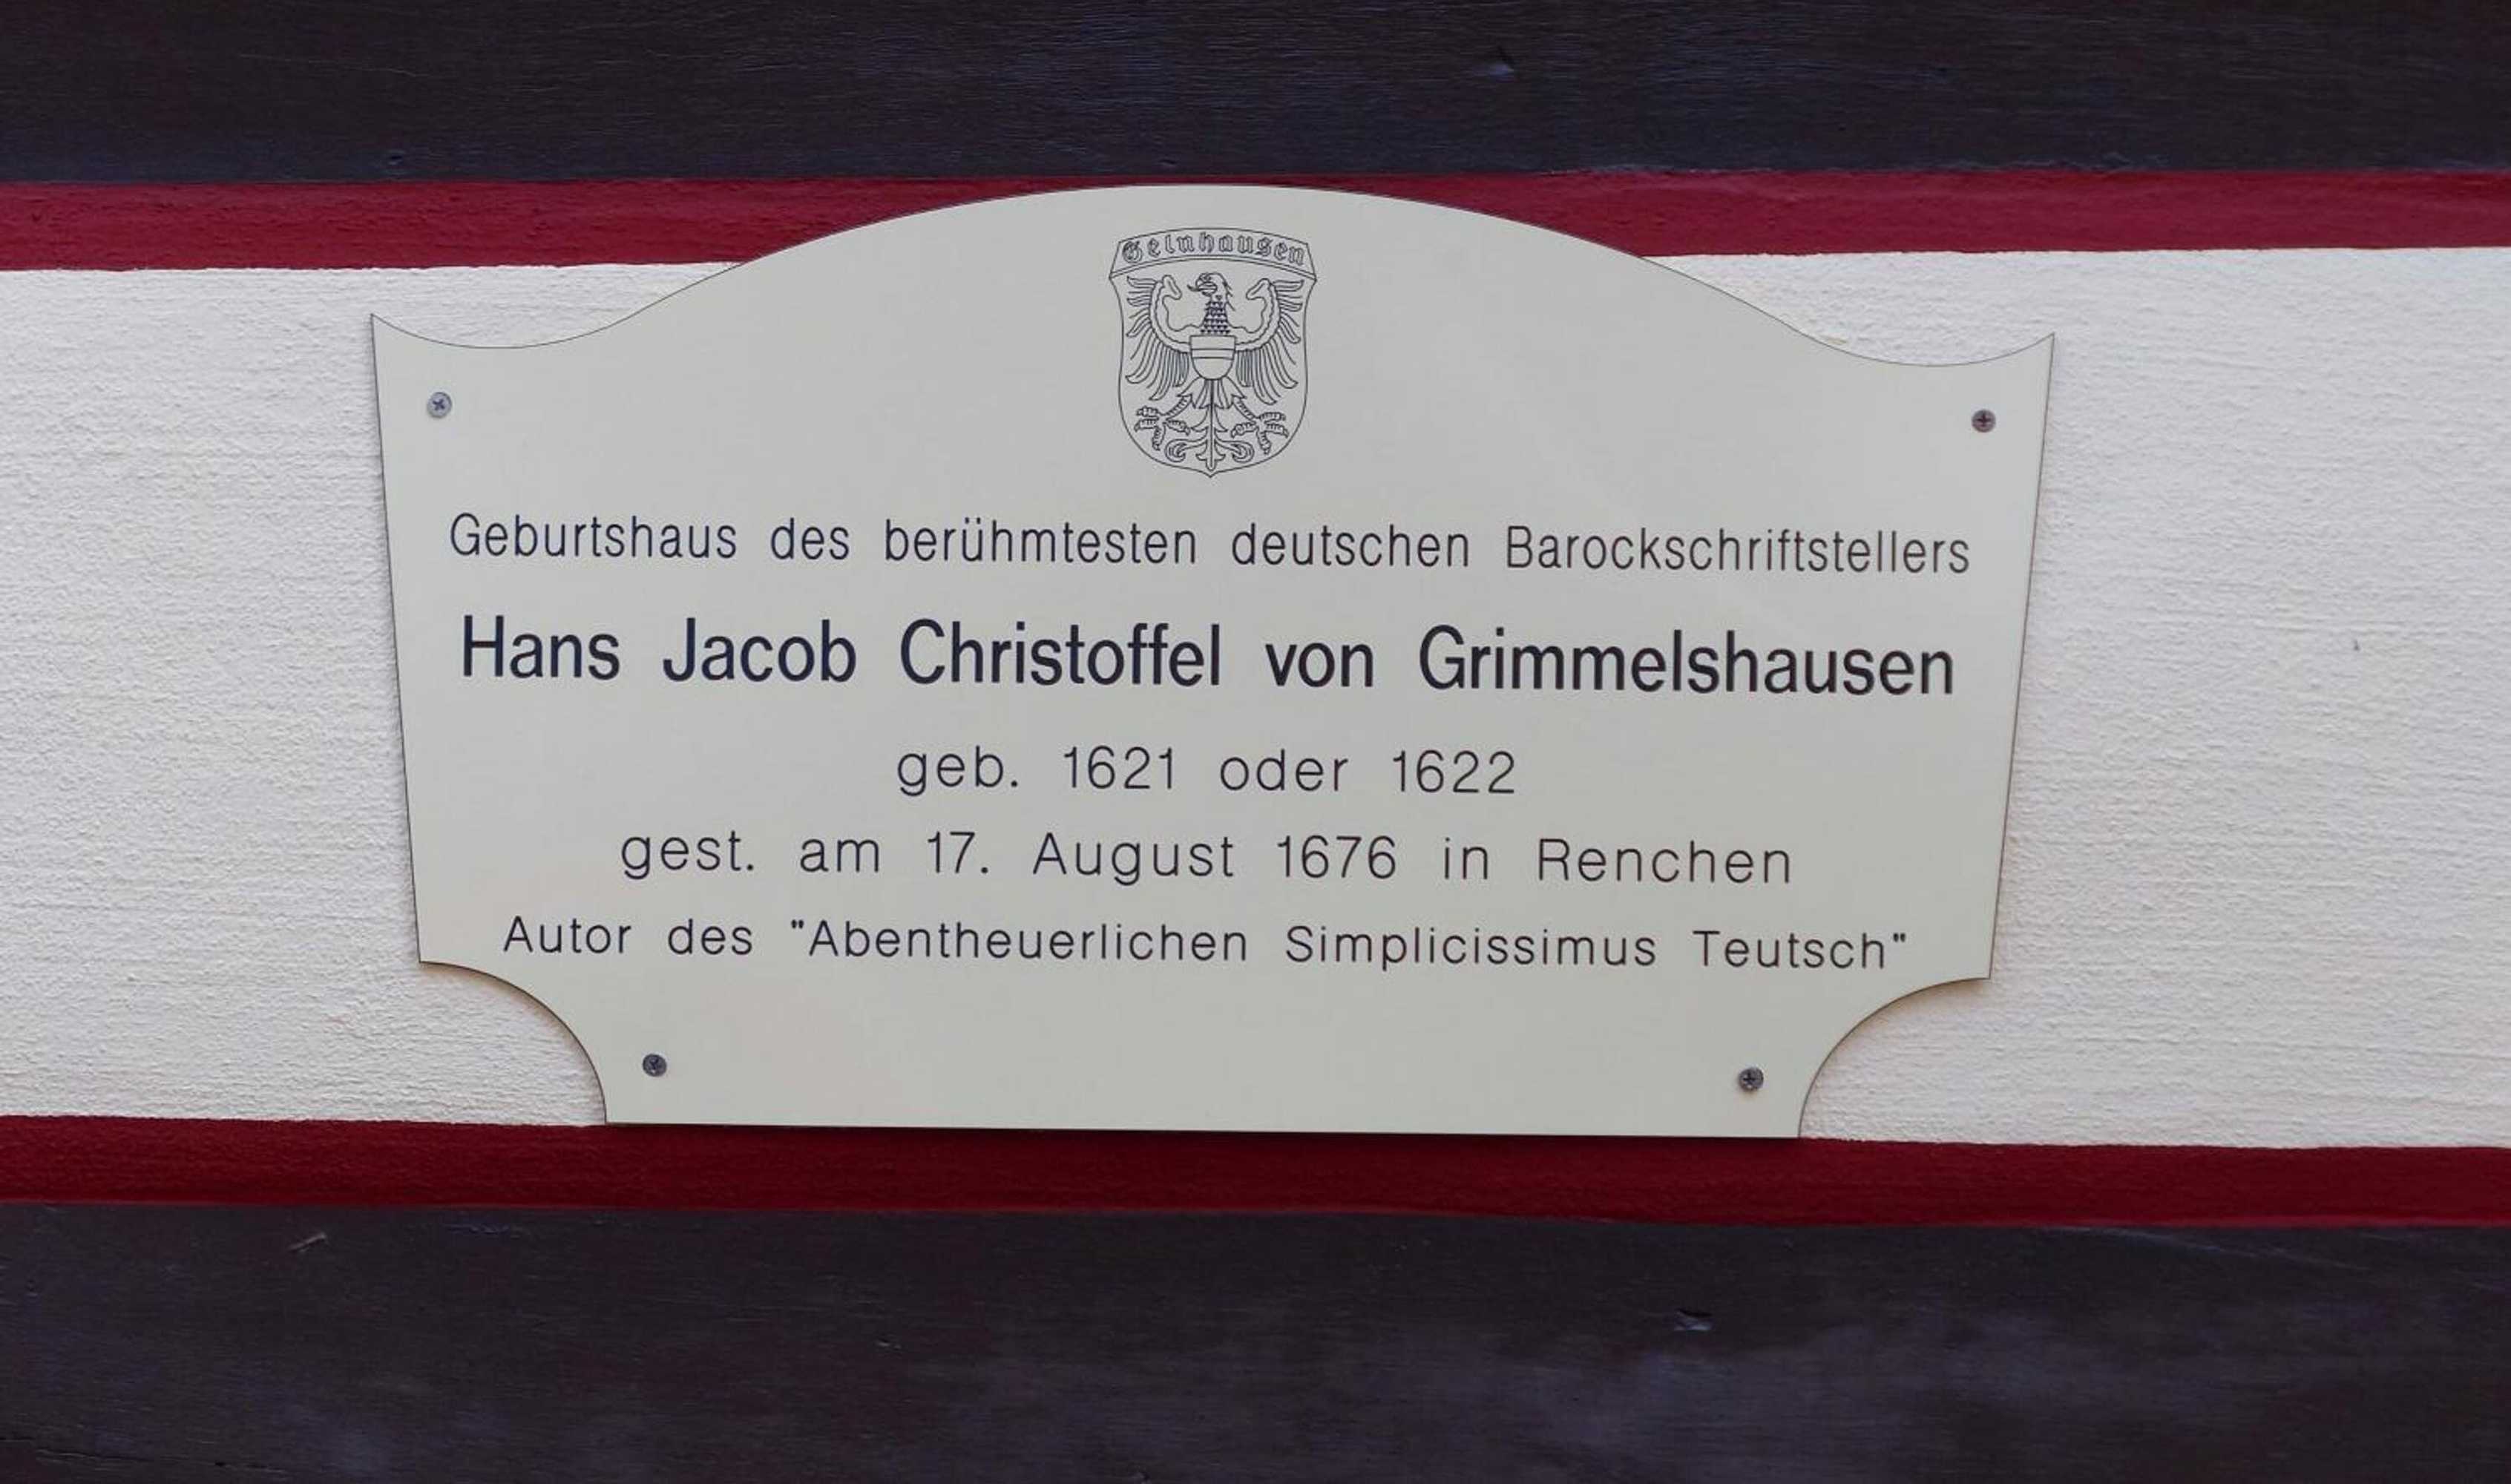 Gelnhausen
Geburtshaus des berühmtesten deutschen Barockschriftstellers
Hans Jacob Christoffel von Grimmelshausen
geb. 1621 oder 1622
gest. am 17. August 1676 in Renchen
Autor des "Abentheuerlichen Simplicissimus Teutsch"